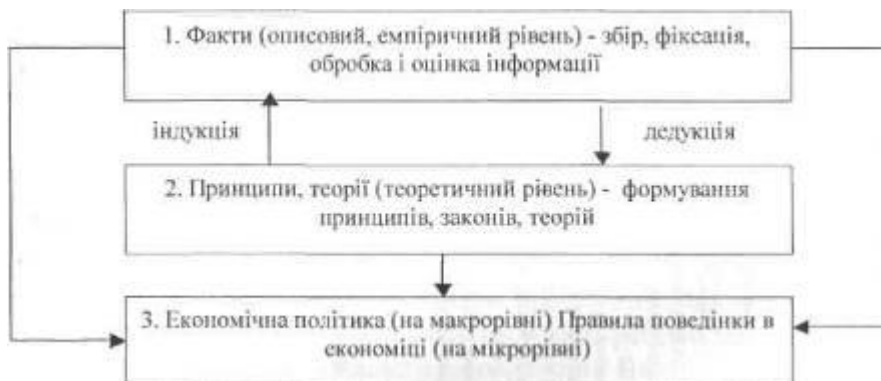 1. Факти (описовий, емпіричний рівень) - збір, фіксація,
обробка і оцінка інформації
індукція
дедукція
2. Принципи, теорії (теоретичний рівень) - формування
принципів, законів, теорій
3. Економічна політика (на макрорівні) Правила поведінки в
економіці (на мікрорівні)